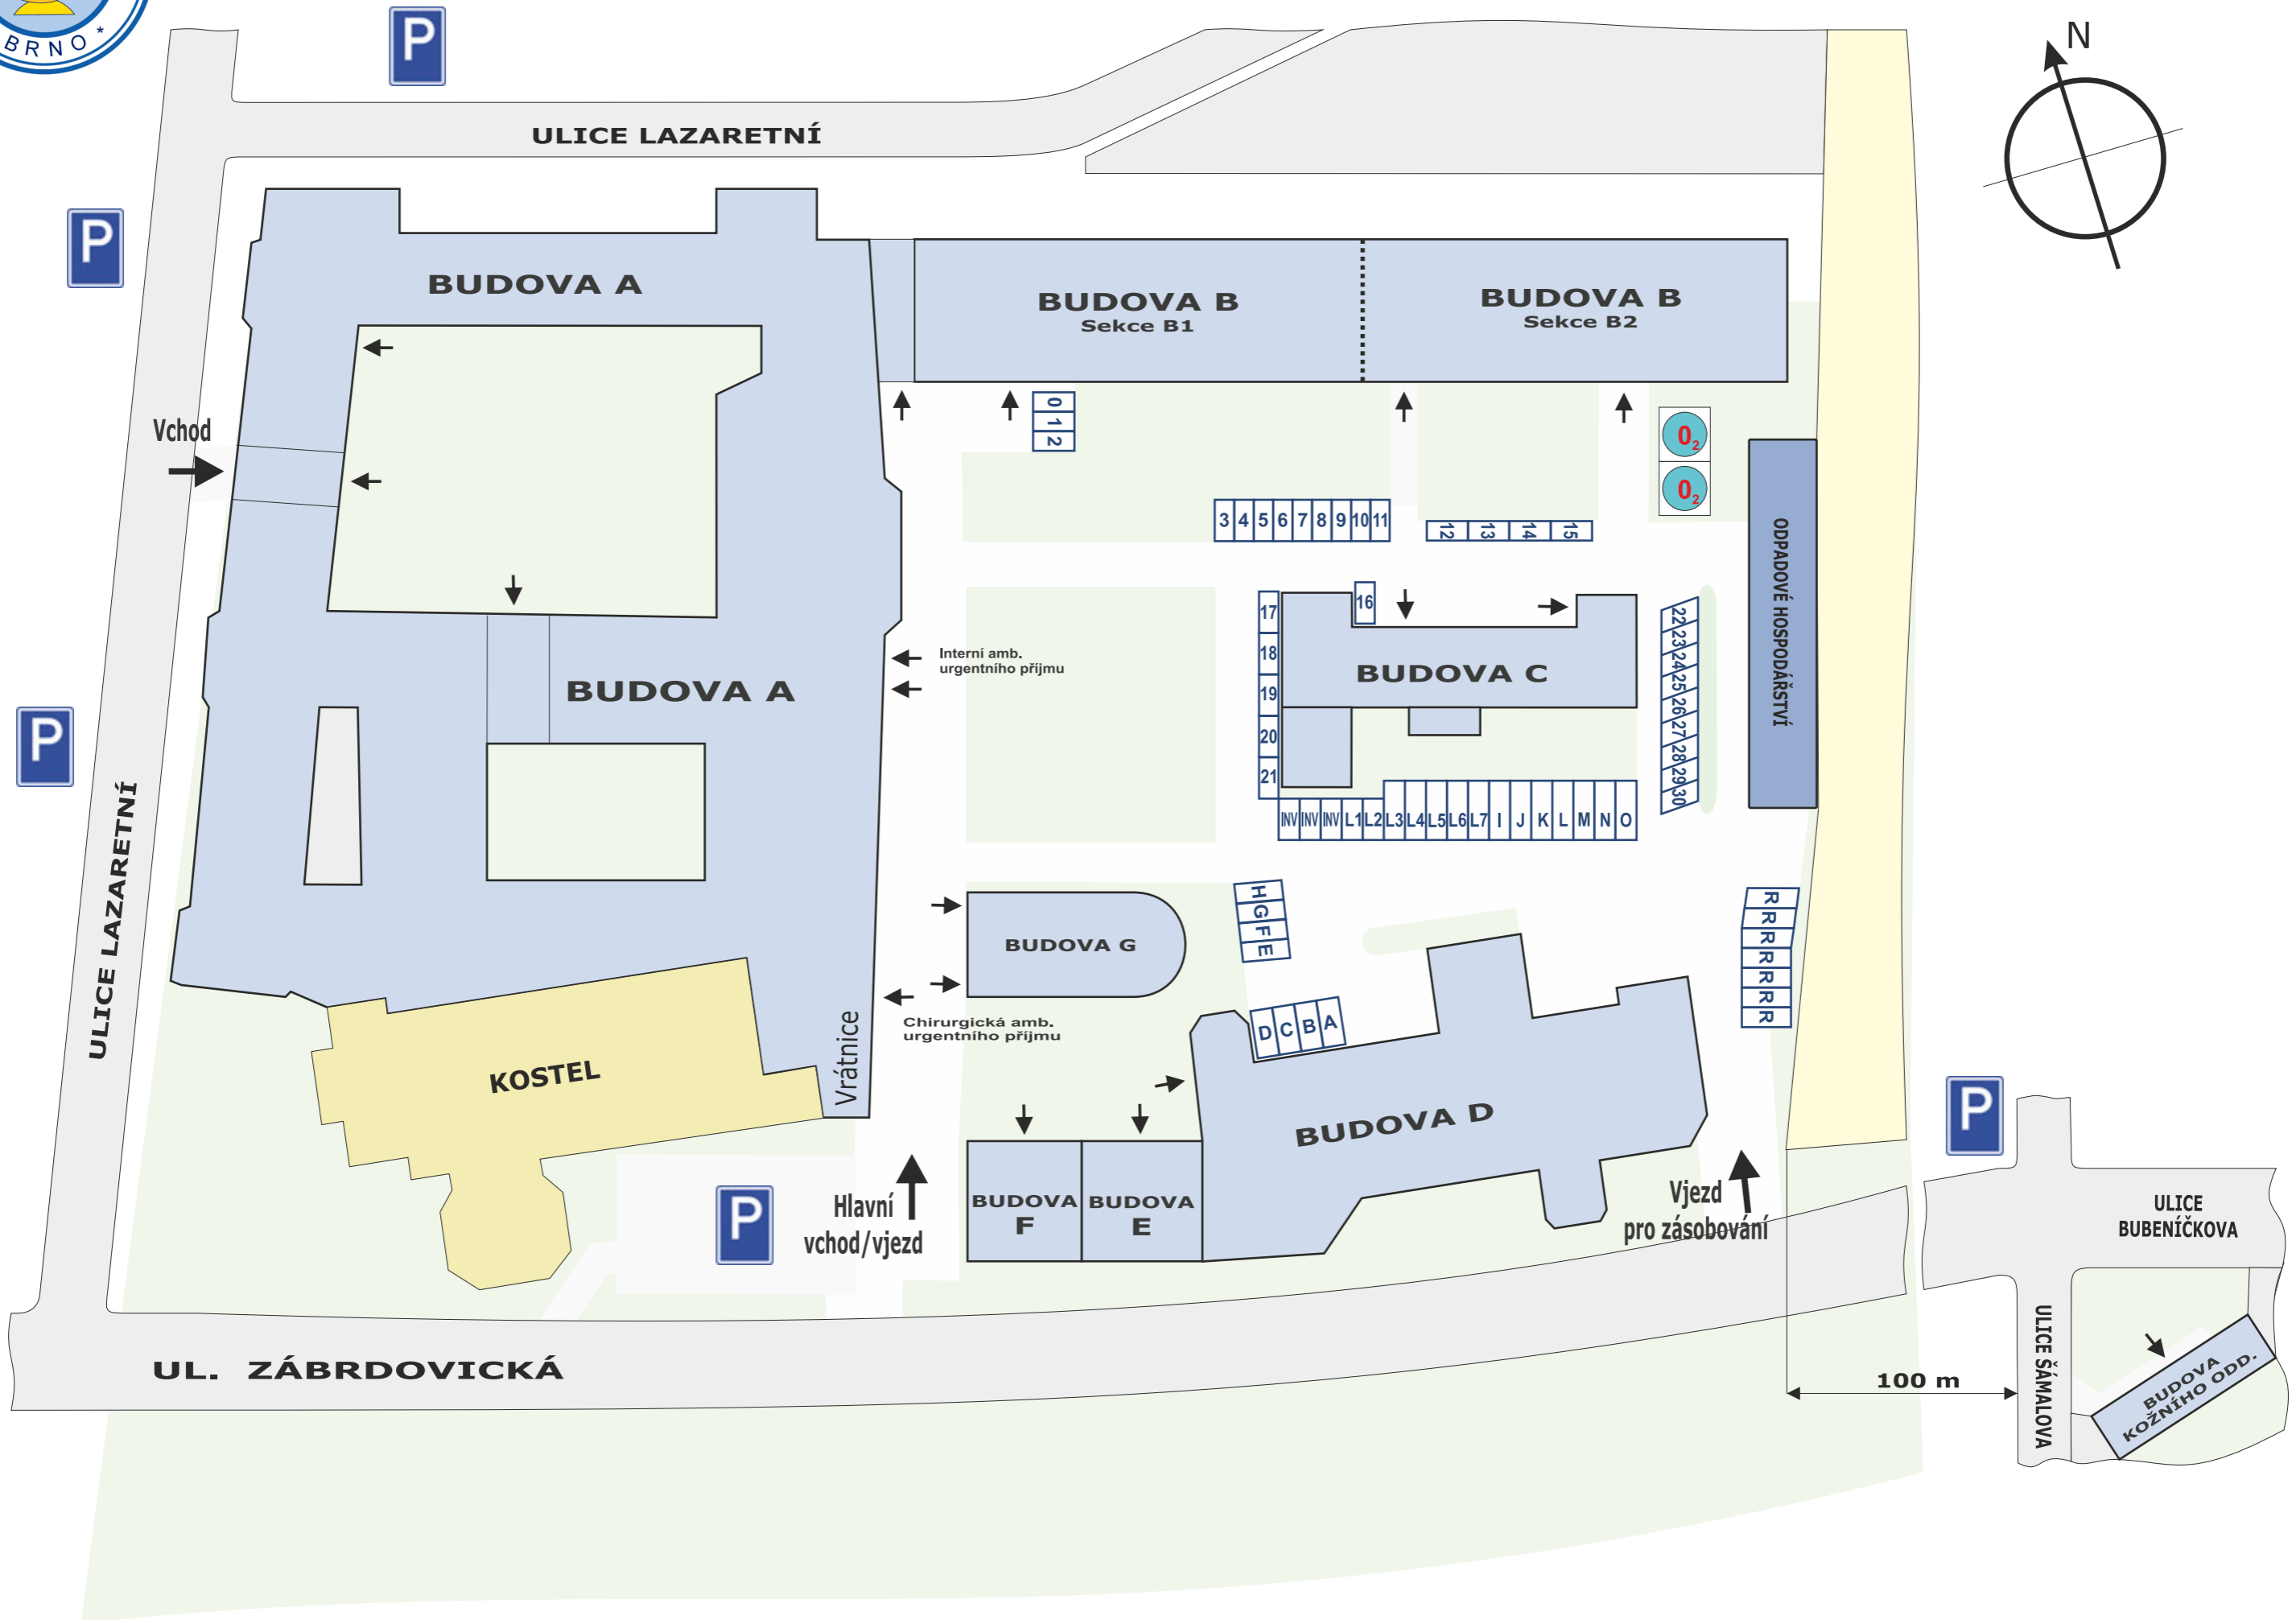 BRNO *
P
N
ULICE LAZARETNÍ
P
BUDOVA A
BUDOVA B
Sekce B1
BUDOVA B
Sekce B2
Vchod
0
1
2
O2
O2
3 4 5 6 7 8 9 10 11
12 13 14 15
ODPADOVÉ HOSPODÁŘSTVÍ
16
17
18
19
20
21
BUDOVA C
22
23
24
25
26
27
28
29
30
Interní amb.
urgentního příjmu
BUDOVA A
P
ULICE LAZARETNÍ
INV INV INV L1 L2 L3 L4 L5 L6 L7 I J K L M N O
H
G
F
E
R
R
R
R
R
R
R
BUDOVA G
Chirurgická amb.
urgentního příjmu
D C B A
Vrátnice
KOSTEL
BUDOVA D
P
P
Hlavní
vchod/vjezd
BUDOVA
F
BUDOVA
E
Vjezd
pro zásobování
ULICE
BUBENÍČKOVA
ULICE ŠÁMALOVA
BUDOVA
KOŽNÍHO ODD.
100 m
UL. ZÁBRDOVICKÁ